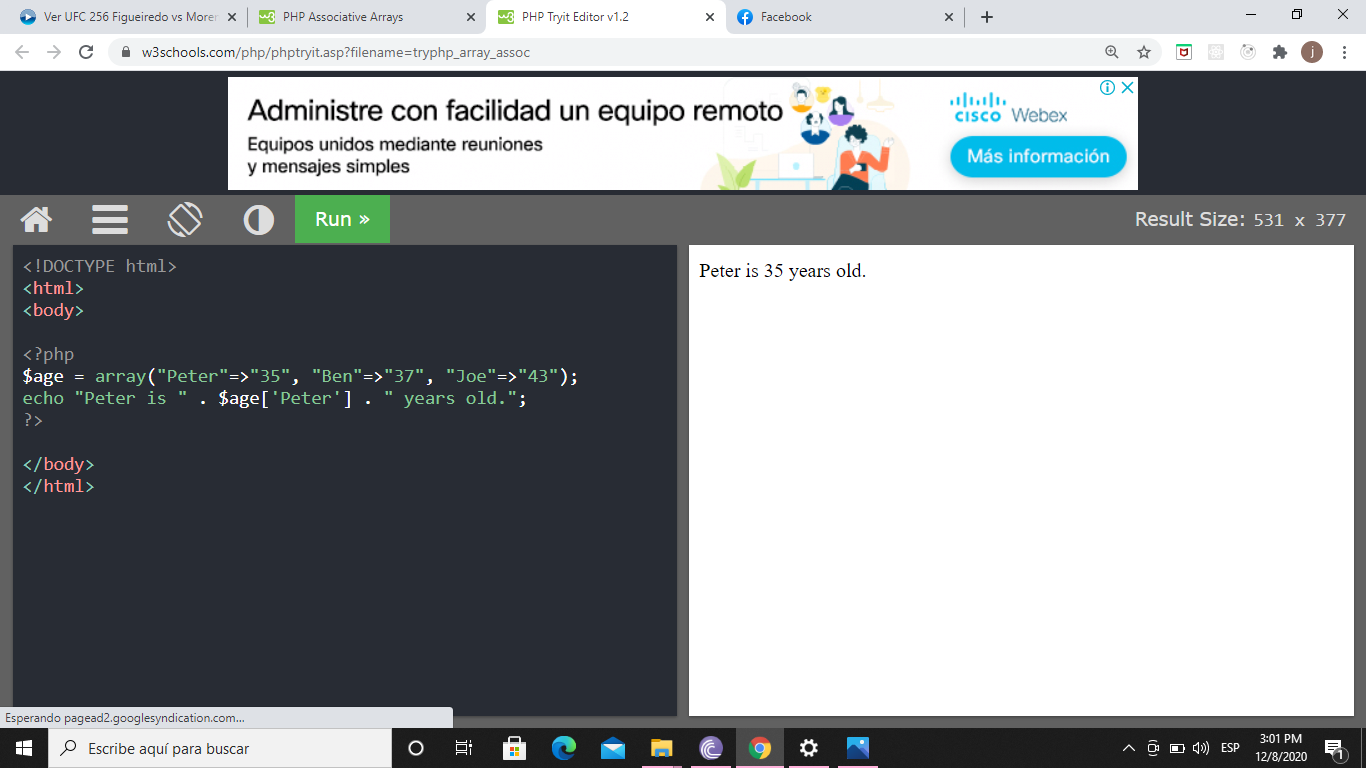 Ver UFC 256 Figueiredo vs Moren
PHP Associative Arrays
PHP Tryit Editor v1.2
Facebook
w3schools.com/php/phptryit.asp?filename=tryphp_array_assoc
j
Administre con facilidad un equipo remoto
Equipos unidos mediante reuniones
y mensajes simples
CISCO Webex
Más información
Run »
Result Size: 531 x 377
<!DOCTYPE html>
<html>
<body>
<?php
$age = array("Peter"=>"35", "Ben"=>"37", "Joe"=>"43");
echo "Peter is " . $age['Peter'] . " years old.";
?>
</body>
</html>
Peter is 35 years old.
Esperando pagead2.googlesyndication.com...
Escribe aquí para buscar
ESP
3:01 PM
12/8/2020
1